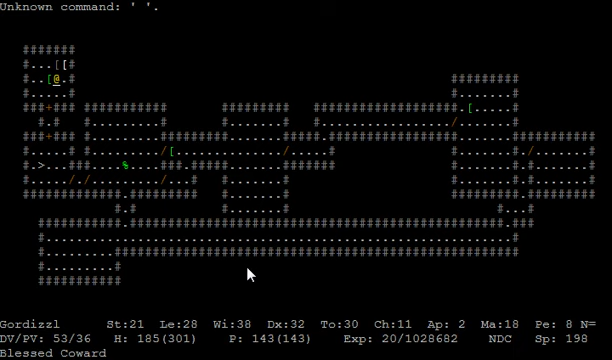 Unknown command: ' '.
Gordizzl St:21 Le:28 Wi:38 Dx:32 To:30 Ch:11 Ap: 2 Ma:18 Pe: 8 N=
DV/PV: 53/36 H: 185(301) P: 143(143) Exp: 20/1028682 NDC Sp: 198
Blessed Coward